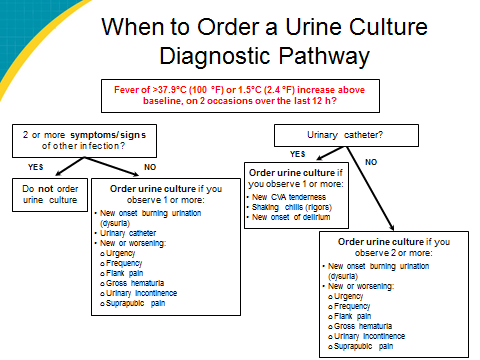 When to Order a Urine Culture
Diagnostic Pathway
Fever of >37.9°C (100 °F) or 1.5°C (2.4 °F) increase above
baseline, on 2 occasions over the last 12 h?
2 or more symptoms/signs
of other infection?
YES
NO
Do not order
urine culture
Order urine culture if you
observe 1 or more:
• New onset burning urination
(dysuria)
• Urinary catheter
• New or worsening:
o Urgency
o Frequency
o Flank pain
o Gross hematuria
o Urinary incontinence
o Suprapubic pain
Urinary catheter?
YES
NO
Order urine culture if
you observe 1 or more:
• New CVA tenderness
• Shaking chills (rigors)
• New onset of delirium
Order urine culture if you
observe 2 or more:
• New onset burning urination
(dysuria)
• New or worsening:
o Urgency
o Frequency
o Flank pain
o Gross hematuria
o Urinary incontinence
o Suprapubic pain